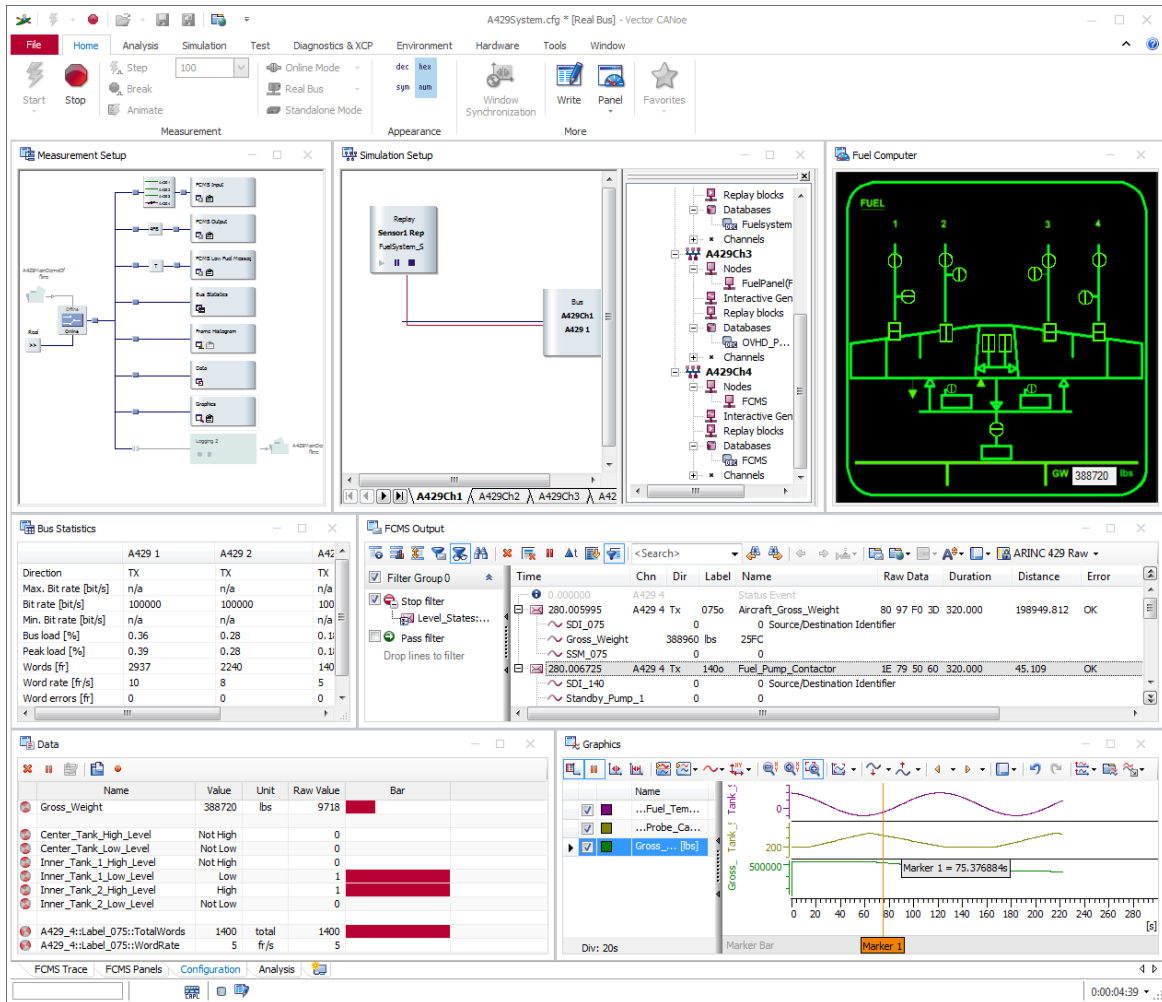 A429System.cfg * [Real Bus] - Vector CANoe
File Home Analysis Simulation Test Diagnostics & XCP Environment Hardware Tools Window
Start
Stop
Step
Break
Animate
100
Online Mode
Real Bus
Standalone Mode
dec hex
sym num
Window
Synchronization
Write
Panel
Favorites
Measurement
Appearance
More
Measurement Setup
FCMS Input
FCMS Output
FCMS Low Fuel Messag
Bus Statistics
Frame Histogram
Data
Graphics
Logging 2
Offline
Online
Real
>>
Simulation Setup
Replay
Sensor1 Rep
FuelSystem_S
Bus
A429Ch1
A429 1
A429Ch1 A429Ch2 A429Ch3 A42
Replay blocks
Databases
Fuelsystem
Channels
A429Ch3
Nodes
FuelPanel(F
Interactive Gen
Replay blocks
Databases
OVHD_P...
Channels
A429Ch4
Nodes
FCMS
Interactive Gen
Replay blocks
Databases
FCMS
Channels
Fuel Computer
FUEL
1 2 3 4
GW 388720 lbs
Bus Statistics
A429 1 A429 2 A42
Direction TX TX TX
Max. Bit rate [bit/s] n/a n/a n/a
Bit rate [bit/s] 100000 100000 100
Min. Bit rate [bit/s] n/a n/a n/a
Bus load [%] 0.36 0.28 0.1
Peak load [%] 0.39 0.28 0.1
Words [fr] 2937 2240 140
Word rate [fr/s] 10 8 5
Word errors [fr] 0 0 0
FCMS Output
<Search>
ARINC 429 Raw
Filter Group0
Stop filter
Level_States:...
Pass filter
Drop lines to filter
Time Chn Dir Label Name Raw Data Duration Distance Error
0.000000 A429 4 Status Event
280.005995 A429 4 Tx 075o Aircraft_Gross_Weight 80 97 F0 3D 320.000 198949.812 OK
SDI_075 0 0 Source/Destination Identifier
Gross_Weight 388960 lbs 25FC
SSM_075 0 0
280.006725 A429 4 Tx 140o Fuel_Pump_Contactor 1E 79 50 60 320.000 45.109 OK
SDI_140 0 0 Source/Destination Identifier
Standby_Pump_1 0 0
Data
Name Value Unit Raw Value Bar
Gross_Weight 388720 lbs 9718
Center_Tank_High_Level Not High 0
Center_Tank_Low_Level Not Low 0
Inner_Tank_1_High_Level Not High 0
Inner_Tank_1_Low_Level Low 1
Inner_Tank_2_High_Level High 1
Inner_Tank_2_Low_Level Not Low 0
A429_4::Label_075::TotalWords 1400 total 1400
A429_4::Label_075::WordRate 5 fr/s 5
Graphics
Name
...Fuel_Tem...
...Probe_Ca...
Gross_... [lbs]
Div: 20s
Tank_S
0
Tank_S
200
Gross_
500000
Marker 1 = 75.376884s
0 20 40 60 80 100 120 140 160 180 200 220 240 260 280
[s]
Marker Bar
Marker 1
FCMS Trace FCMS Panels Configuration Analysis
CAPL
0:00:04:39